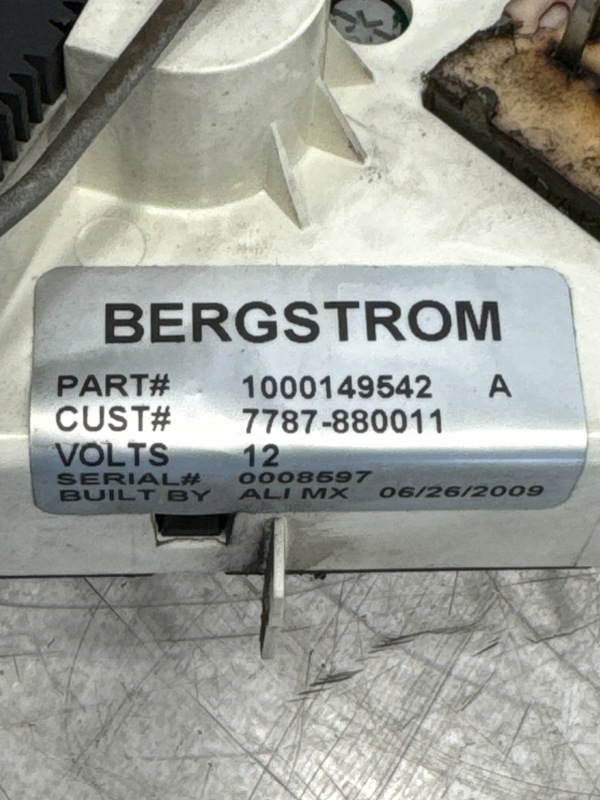 BERGSTROM
PART# 1000149542 A
CUST# 7787-880011
VOLTS 12
SERIAL# 0008597
BUILT BY ALI MX 06/26/2009